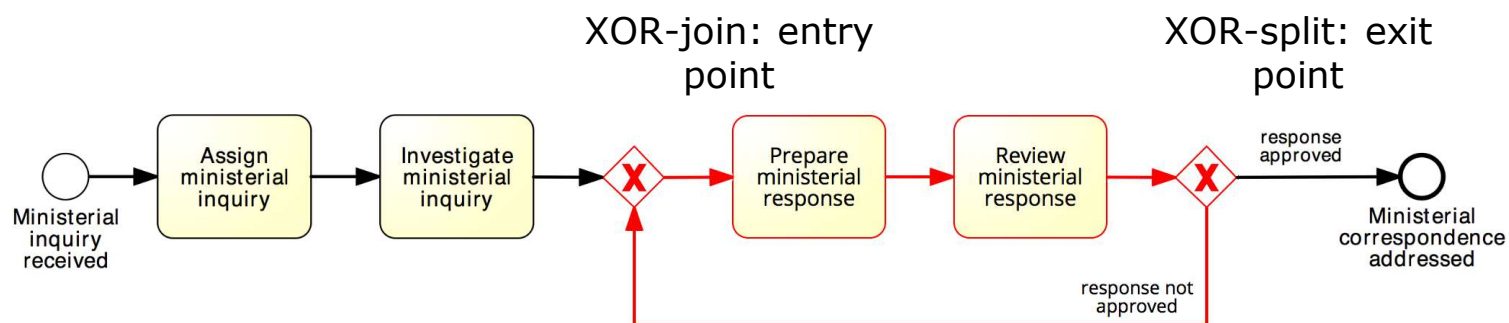 XOR-join: entry
point
XOR-split: exit
point
Ministerial
inquiry
received
Assign
ministerial
inquiry
Investigate
ministerial
inquiry
X
Prepare
ministerial
response
Review
ministerial
response
X
response
approved
response not
approved
Ministerial
correspondence
addressed